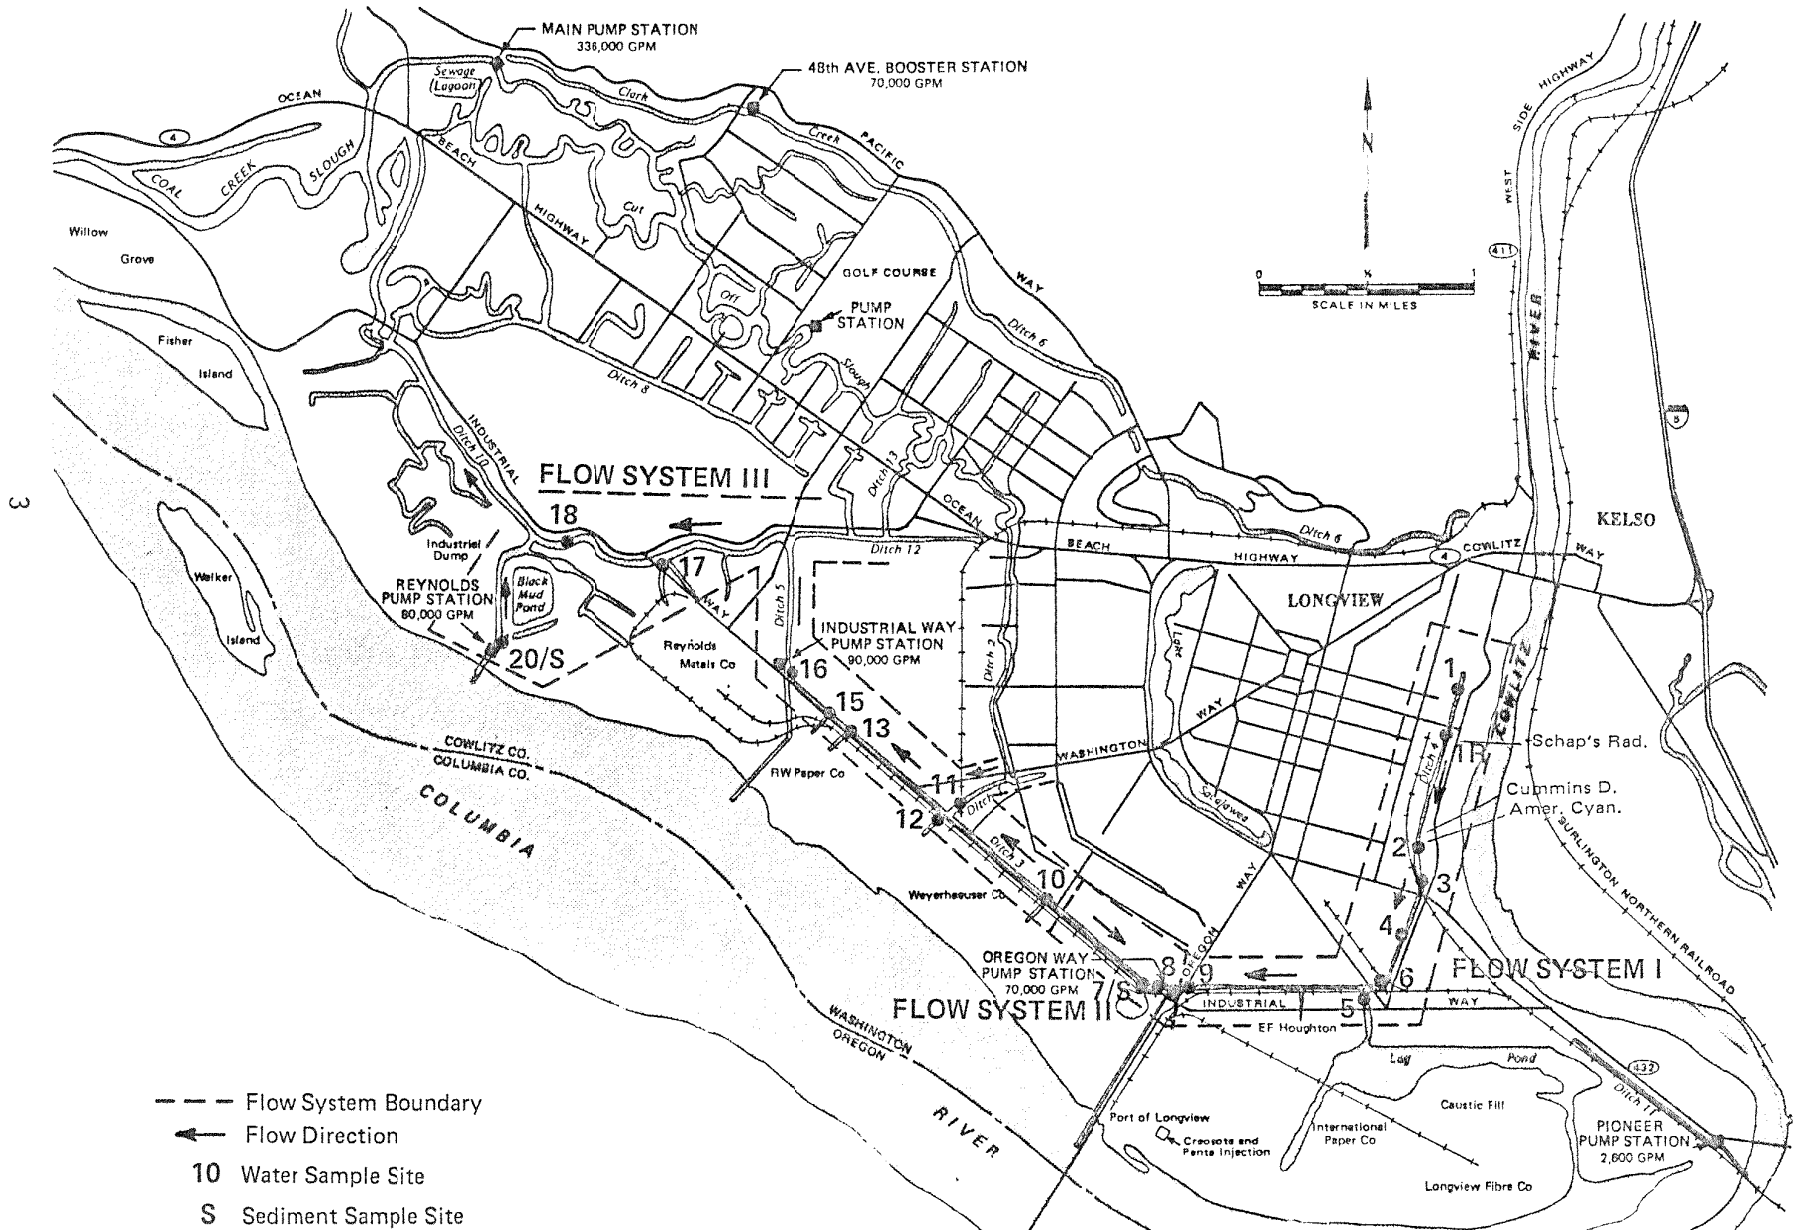 MAIN PUMP STATION
336,000 GPM
48th AVE. BOOSTER STATION
70,000 GPM
Sewage
Lagoon
Clark
Creek
PACIFIC
WAY
OCEAN
4
BEACH
HIGHWAY
COAL
CREEK
SLOUGH
Cut
Off
Slough
Willow
Grove
GOLF COURSE
PUMP
STATION
N
0
½
1
SCALE IN MILES
WEST
SIDE
HIGHWAY
411
RIVER
5
Fisher
Island
Ditch 6
Ditch 8
INDUSTRIAL
Ditch 10
FLOW SYSTEM III
Ditch 13
OCEAN
3
18
17
WAY
Ditch 12
BEACH
HIGHWAY
Ditch 6
4
COWLITZ
WAY
KELSO
Industrial
Dump
Black
Mud
Pond
REYNOLDS
PUMP STATION
80,000 GPM
20/S
Walker
Island
Ditch 5
Reynolds
Metals Co
INDUSTRIAL WAY
PUMP STATION
90,000 GPM
16
15
13
Ditch 2
LONGVIEW
Lake
Sacajawea
WASHINGTON
WAY
COWLITZ
1
1R
Schap's Rad.
Ditch 4
Cummins D.
Amer. Cyan.
2
3
4
BURLINGTON NORTHERN RAILROAD
COWLITZ CO.
COLUMBIA CO.
COLUMBIA
RW Paper Co
11
Ditch
12
Ditch 3
10
Weyerhaeuser Co
OREGON
WAY
OREGON WAY
PUMP STATION
70,000 GPM
7/S
8
9
FLOW SYSTEM II
INDUSTRIAL
WAY
5
6
FLOW SYSTEM I
EF Houghton
WASHINGTON
OREGON
RIVER
Log
Pond
432
Ditch 11
Caustic Fill
PIONEER
PUMP STATION
2,600 GPM
Port of Longview
Creosote and
Penta Injection
International
Paper Co
Longview Fibre Co
Flow System Boundary
Flow Direction
10 Water Sample Site
S Sediment Sample Site